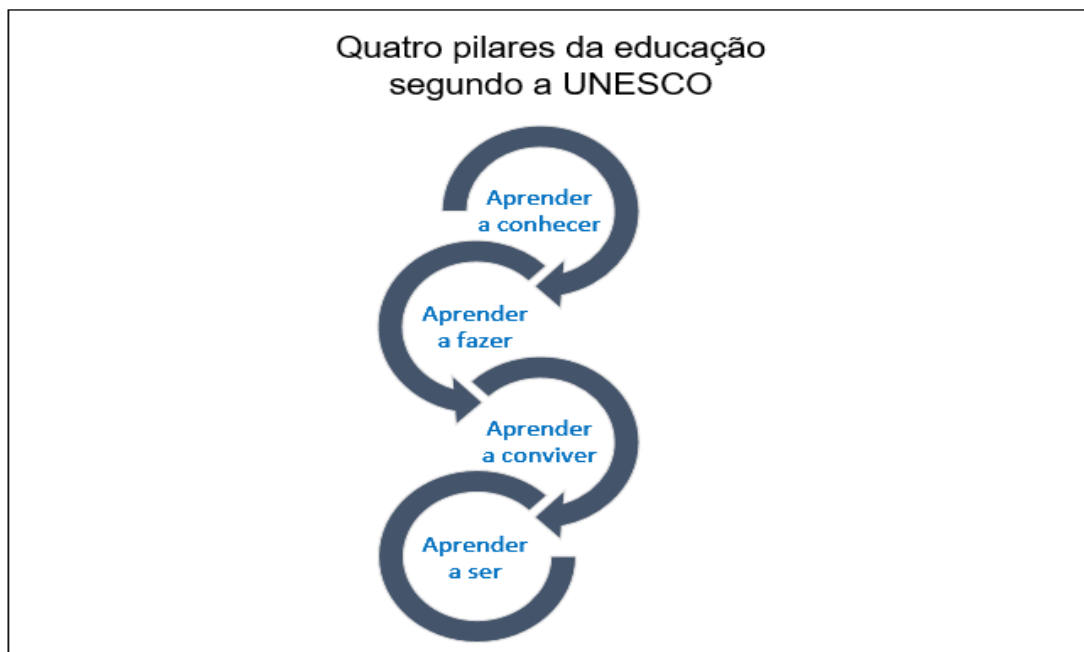 Quatro pilares da educação
segundo a UNESCO
Aprender
a conhecer
Aprender
a fazer
Aprender
a conviver
Aprender
a ser